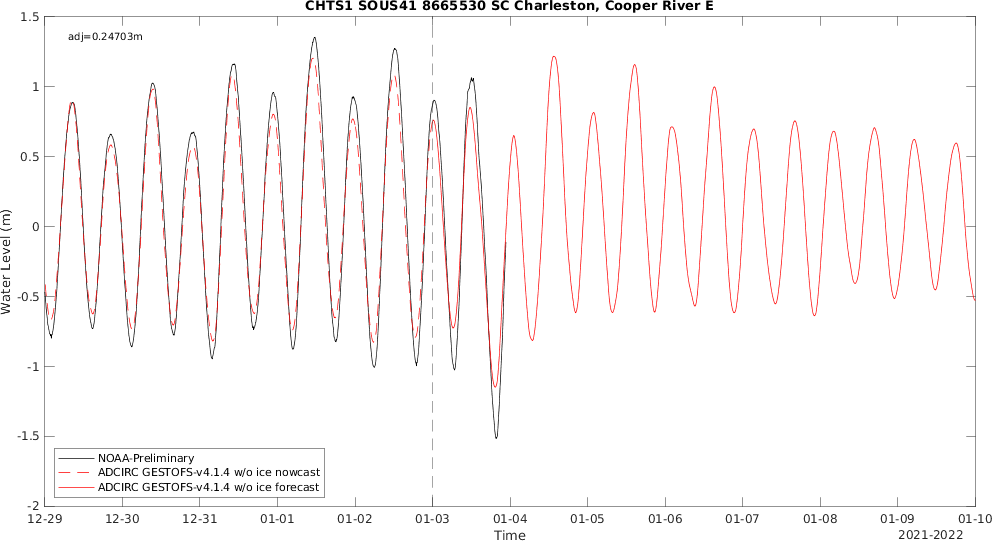 CHTS1 SOUS41 8665530 SC Charleston, Cooper River E
adj=0.24703m
1.5
1
0.5
0
-0.5
-1
-1.5
-2
Water Level (m)
NOAA-Preliminary
ADCIRC GESTOFS-v4.1.4 w/o ice nowcast
ADCIRC GESTOFS-v4.1.4 w/o ice forecast
12-29 12-30 12-31 01-01 01-02 01-03 01-04 01-05 01-06 01-07 01-08 01-09 01-10
Time
2021-2022